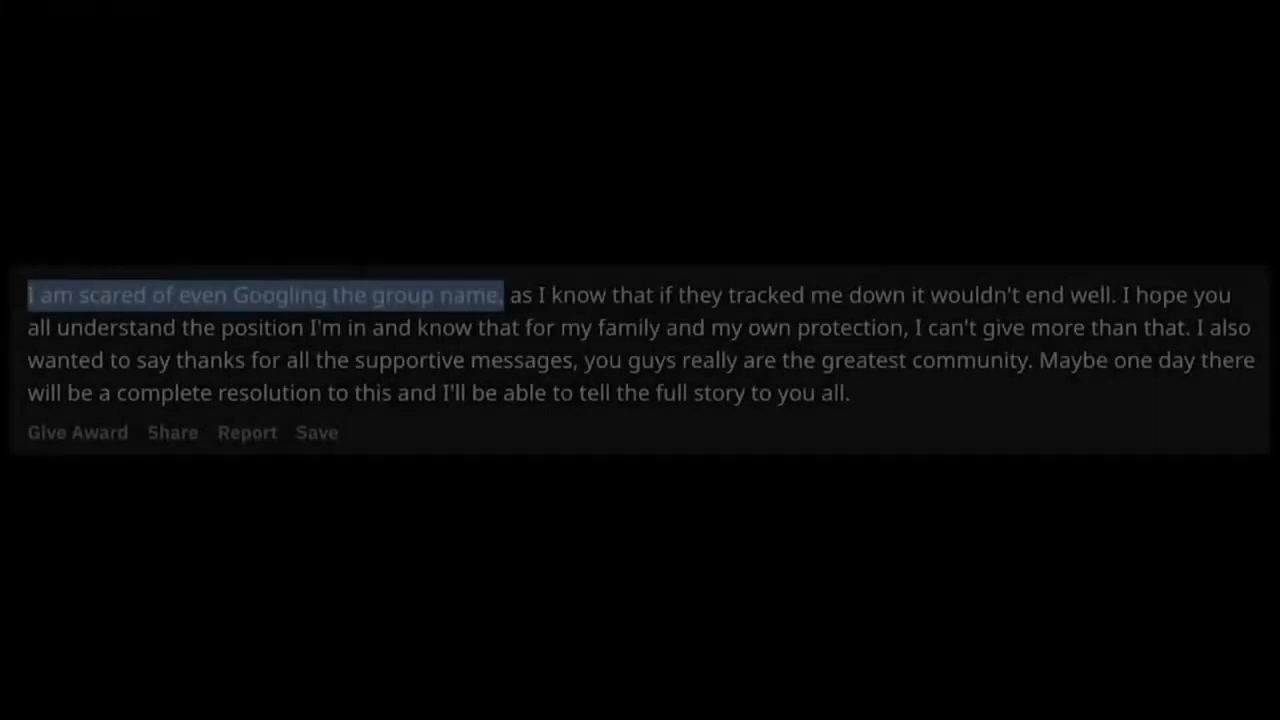 I am scared of even Googling the group name, as I know that if they tracked me down it wouldn't end well. I hope you
all understand the position I'm in and know that for my family and my own protection, I can't give more than that. I also
wanted to say thanks for all the supportive messages, you guys really are the greatest community. Maybe one day there
will be a complete resolution to this and I'll be able to tell the full story to you all.
Give Award Share Report Save